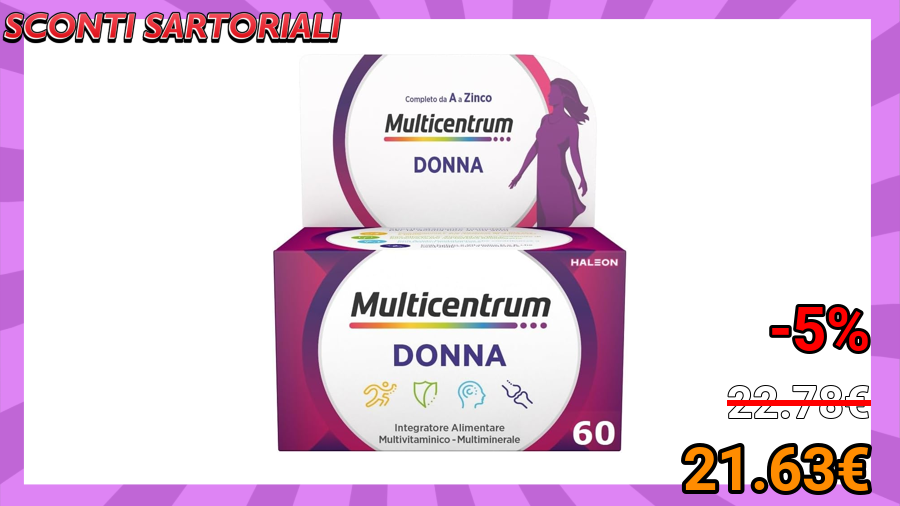 SCONTI SARTORIALI
Completo da A a Zinco
Multicentrum
DONNA
HALEON
Multicentrum
DONNA
Integratore Alimentare
Multivitaminico - Multiminerale
60
-5%
22.78€
21.63€